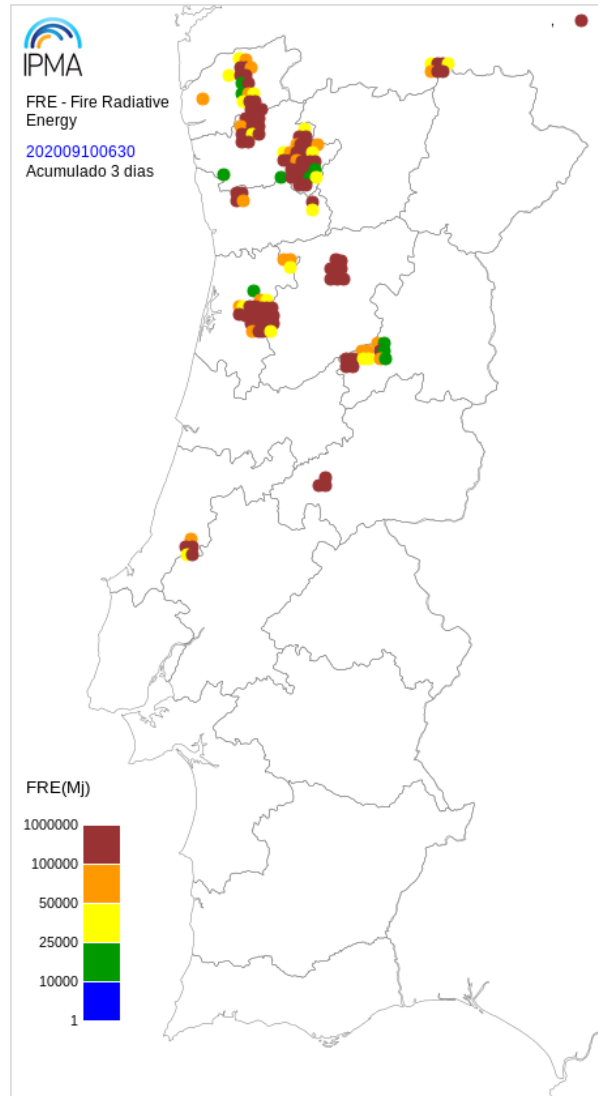 IPMA
FRE - Fire Radiative
Energy
202009100630
Acumulado 3 dias
FRE(Mj)
1000000
100000
50000
25000
10000
1